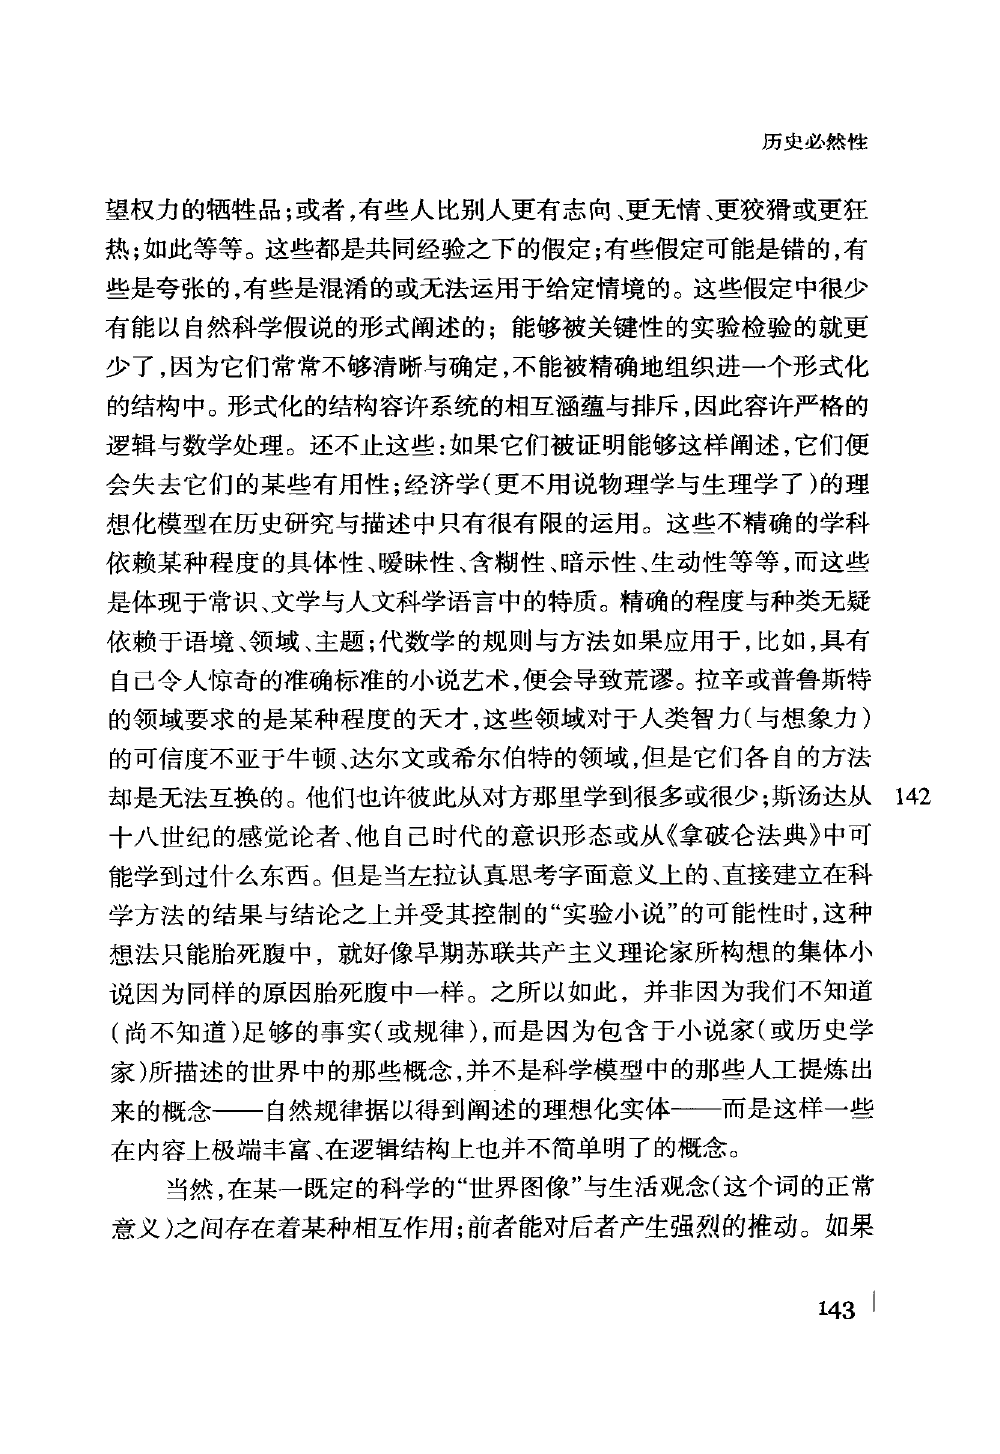 历史必然性
望权力的牺牲品;或者,有些人比别人更有志向、更无情、更狡猾或更狂
热;如此等等。这些都是共同经验之下的假定;有些假定可能是错的,有
些是夸张的,有些是混淆的或无法运用于给定情境的。这些假定中很少
有能以自然科学假说的形式阐述的；能够被关键性的实验检验的就更
少了,因为它们常常不够清晰与确定,不能被精确地组织进一个形式化
的结构中。形式化的结构容许系统的相互涵蕴与排斥,因此容许严格的
逻辑与数学处理。还不止这些:如果它们被证明能够这样阐述,它们便
会失去它们的某些有用性;经济学(更不用说物理学与生理学了)的理
想化模型在历史研究与描述中只有很有限的运用。这些不精确的学科
依赖某种程度的具体性、暧昧性、含糊性、暗示性、生动性等等,而这些
是体现于常识、文学与人文科学语言中的特质。精确的程度与种类无疑
依赖于语境、领域、主题;代数学的规则与方法如果应用于,比如,具有
自己令人惊奇的准确标准的小说艺术,便会导致荒谬。拉辛或普鲁斯特
的领域要求的是某种程度的天才,这些领域对于人类智力(与想象力)
的可信度不亚于牛顿、达尔文或希尔伯特的领域,但是它们各自的方法
却是无法互换的。他们也许彼此从对方那里学到很多或很少;斯汤达从 142
十八世纪的感觉论者、他自己时代的意识形态或从《拿破仑法典》中可
能学到过什么东西。但是当左拉认真思考字面意义上的、直接建立在科
学方法的结果与结论之上并受其控制的“实验小说”的可能性时,这种
想法只能胎死腹中，就好像早期苏联共产主义理论家所构想的集体小
说因为同样的原因胎死腹中一样。之所以如此，并非因为我们不知道
(尚不知道)足够的事实(或规律),而是因为包含于小说家(或历史学
家)所描述的世界中的那些概念,并不是科学模型中的那些人工提炼出
来的概念——自然规律据以得到阐述的理想化实体——而是这样一些
在内容上极端丰富、在逻辑结构上也并不简单明了的概念。
当然,在某一既定的科学的“世界图像”与生活观念(这个词的正常
意义)之间存在着某种相互作用;前者能对后者产生强烈的推动。如果
143